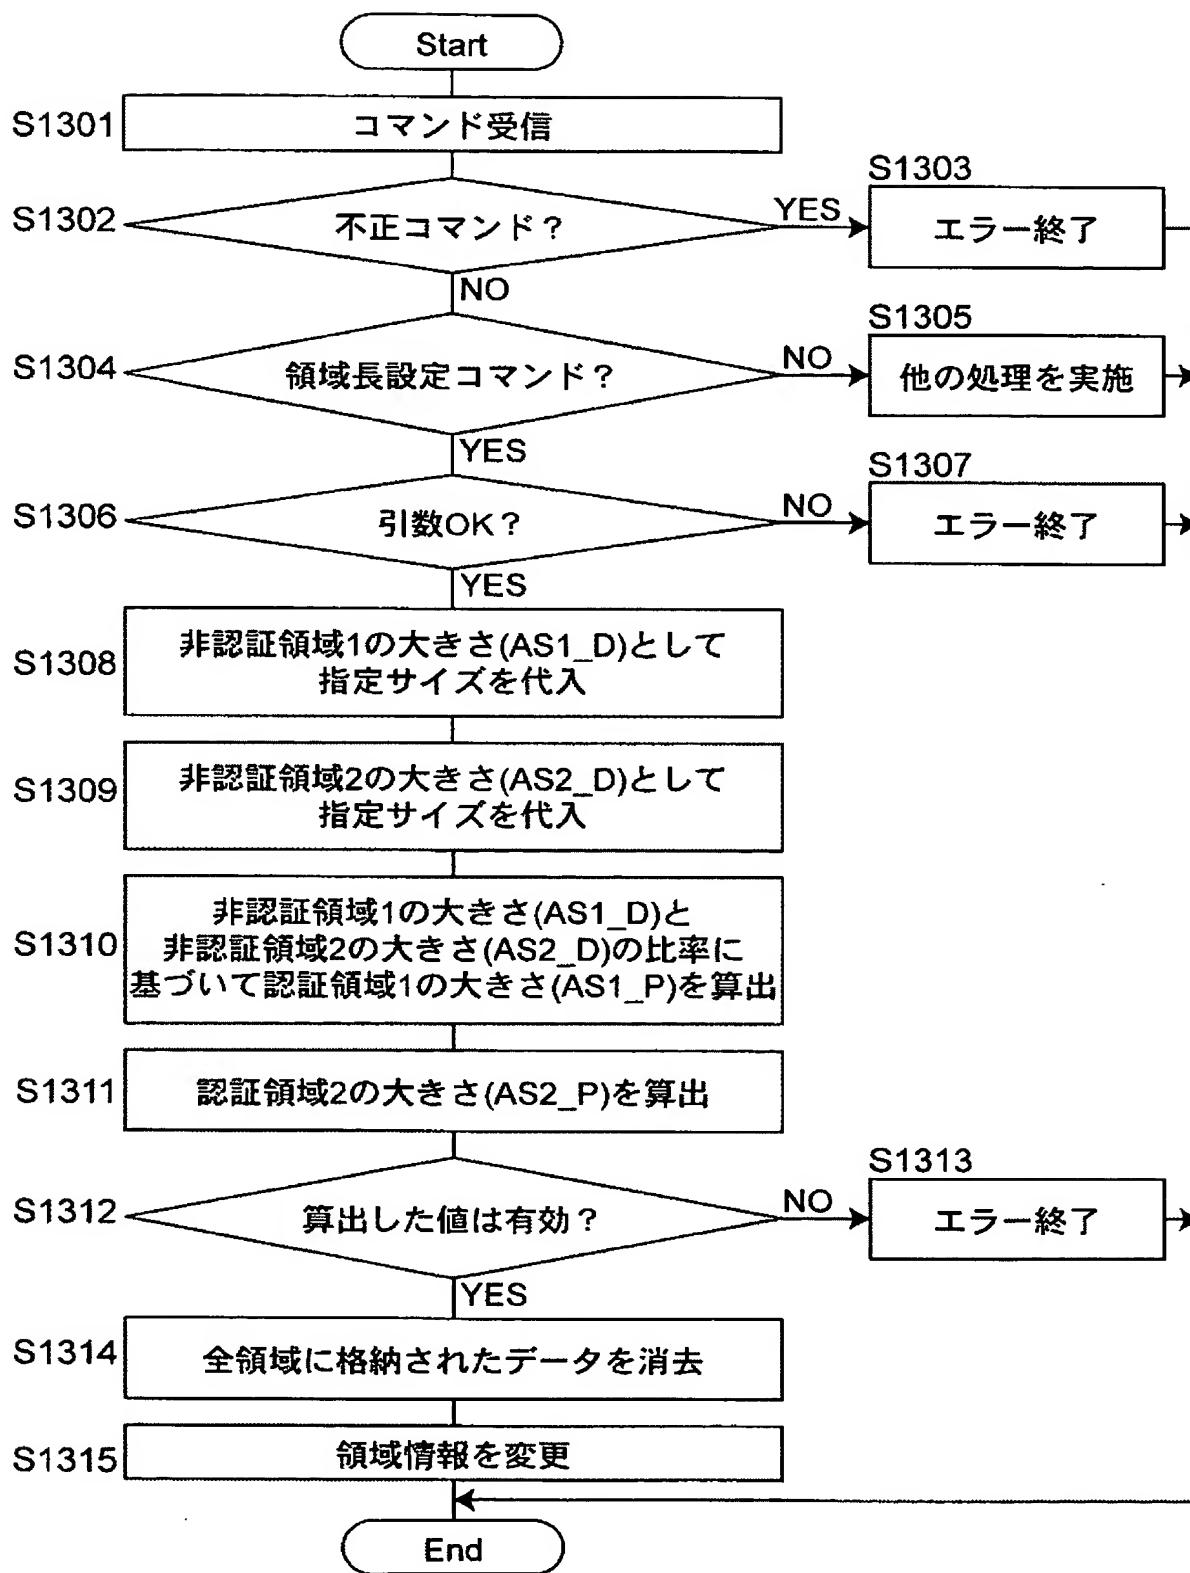 Start
S1301
コマンド受信
S1302
不正コマンド？
YES
S1303
エラー終了
NO
S1304
領域長設定コマンド？
NO
S1305
他の処理を実施
YES
S1306
引数OK？
NO
S1307
エラー終了
YES
S1308
非認証領域1の大きさ(AS1_D)として
指定サイズを代入
S1309
非認証領域2の大きさ(AS2_D)として
指定サイズを代入
S1310
非認証領域1の大きさ(AS1_D)と
非認証領域2の大きさ(AS2_D)の比率に
基づいて認証領域1の大きさ(AS1_P)を算出
S1311
認証領域2の大きさ(AS2_P)を算出
S1312
算出した値は有効？
NO
S1313
エラー終了
YES
S1314
全領域に格納されたデータを消去
S1315
領域情報を変更
End